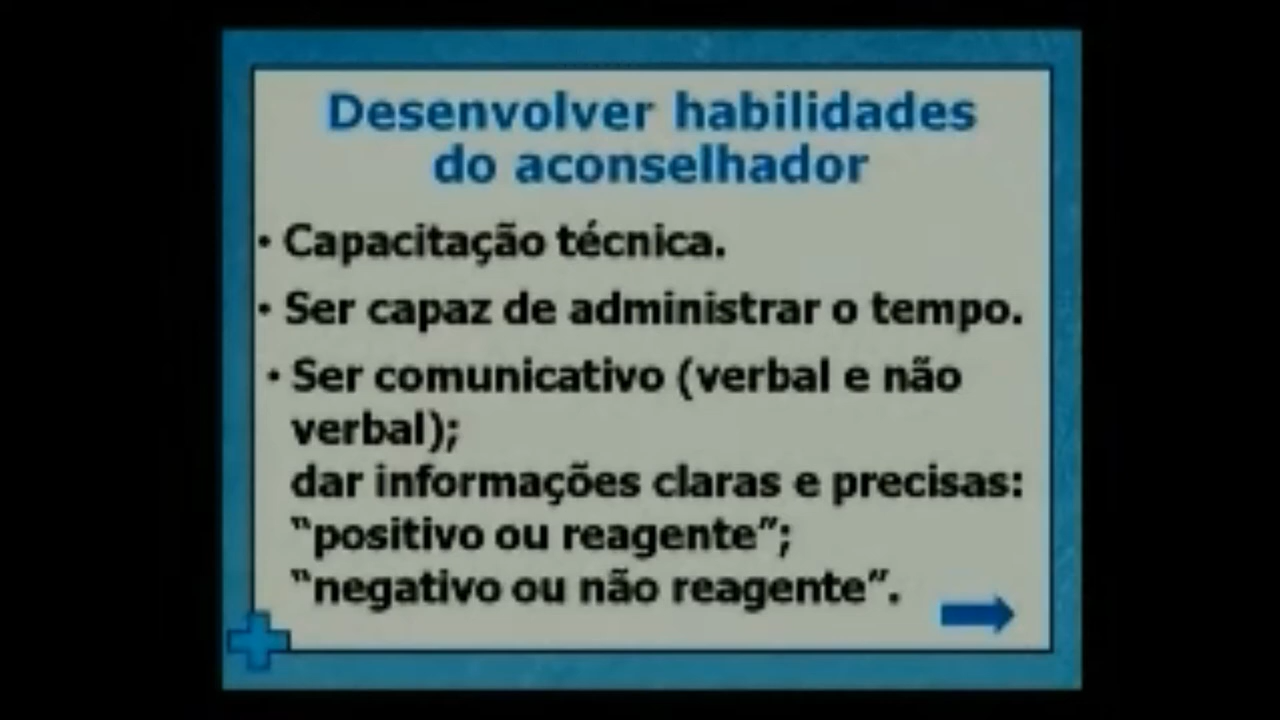 Desenvolver habilidades
do aconselhador
• Capacitação técnica.
• Ser capaz de administrar o tempo.
• Ser comunicativo (verbal e não
verbal);
dar informações claras e precisas:
“positivo ou reagente”;
“negativo ou não reagente”.